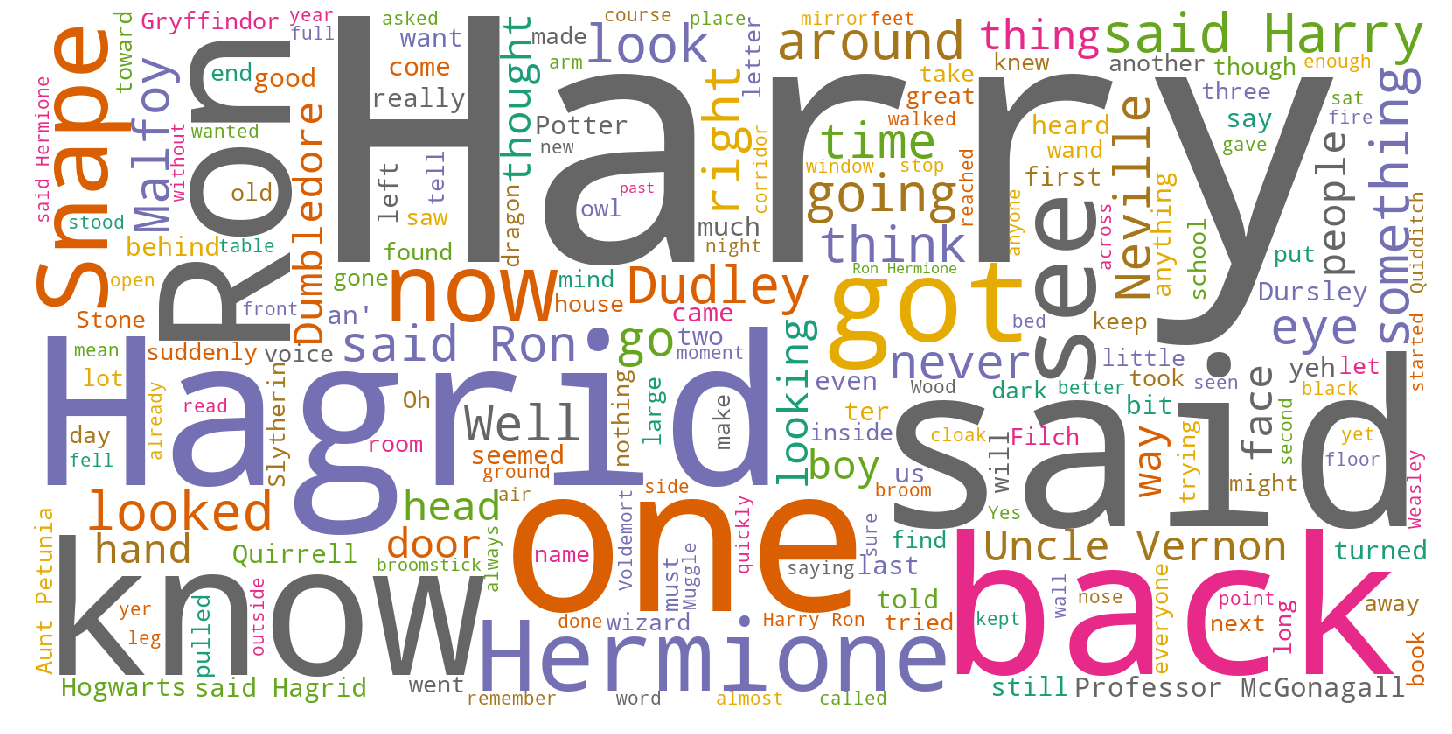 Gryffindor
year
full
asked
want
course
place
mirror
feet
thing
said Harry
toward
Snape
Ron
Harry
made
look
around
arm
letter
thought
come
really
end
good
Malfoy
Dumbledore
said Hermione
without
wanted
old
stood
behind
table
open
front
Stone
Potter
new
left
tell
saw
found
owl
past
dragon
right
corridor
much
night
take
great
walked
time
window
stop
going
think
reached
knew
another
though
enough
three
sat
say
fire
gave
heard
wand
first
anyone
see
across
Neville
anything
school
people
put
something
Quidditch
Dursley
eye
started
gone
now
mind
house
Dudley
came
Ron Hermione
got
bed
keep
an'
said Ron
go
two
moment
never
little
took
seen
yeh
let
black
mean
suddenly
voice
lot
already
read
Slytherin
Oh
room
Hagrid
Well
seemed
ground
nothing
large
make
looking
even
Wood
dark
better
bit
ter
inside
boy
us
broom
cloak
Filch
will
Yes
said
way
trying
face
second
yet
floor
might
Weasley
day
fell
looked
head
hand
Quirrell
door
broomstick
always
air
side
one
name
Voldemort
must
Muggle
quickly
saying
sure
last
find
told
tried
Uncle Vernon
turned
Aunt Petunia
know
yer
leg
pulled
outside
done
wizard
Harry Ron
Hermione
kept
back
wall
nose
everyone
point
next
long
away
book
Hogwarts
said Hagrid
went
remember
word
almost
called
still
Professor McGonagall